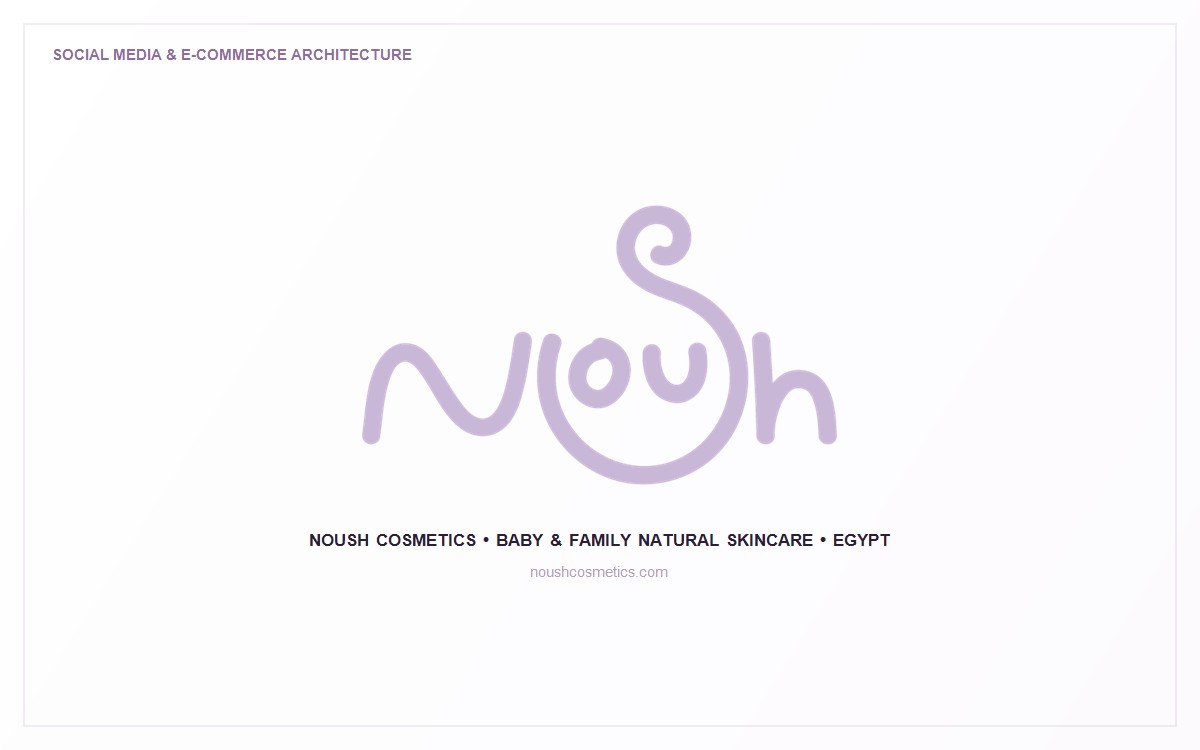 SOCIAL MEDIA & E-COMMERCE ARCHITECTURE
Noush
NOUSH COSMETICS • BABY & FAMILY NATURAL SKINCARE • EGYPT
noushcosmetics.com